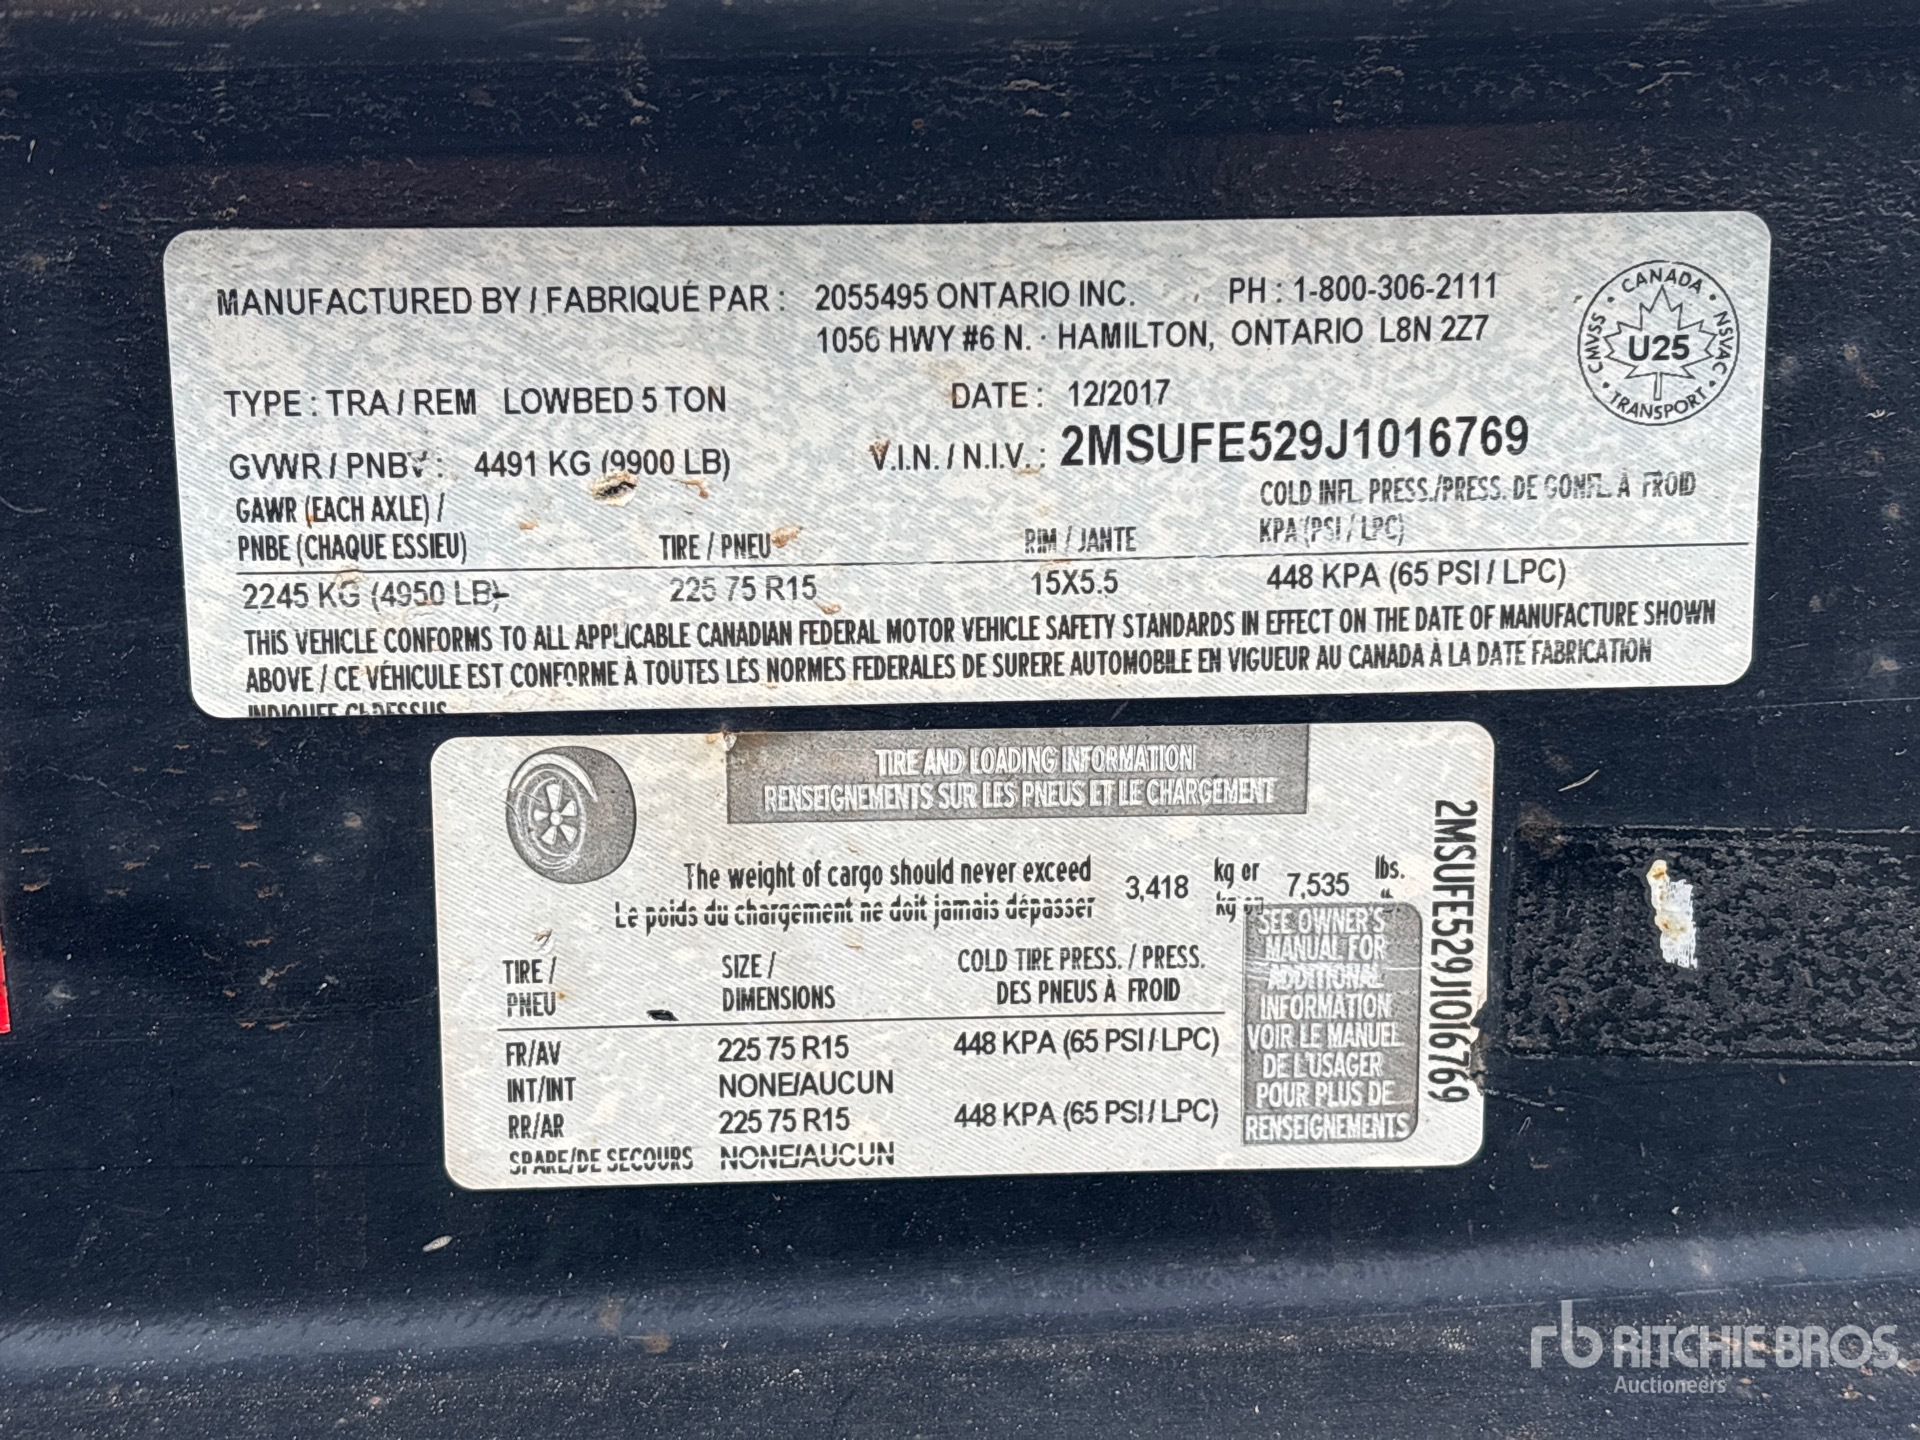 MANUFACTURED BY / FABRIQUÉ PAR : 2055495 ONTARIO INC. PH : 1-800-306-2111
1056 HWY #6 N. · HAMILTON, ONTARIO L8N 2Z7
CANADA · NSVAC · TRANSPORT · CMVSS ·
U25
TYPE : TRA / REM LOWBED 5 TON DATE : 12/2017
GVWR / PNBV : 4491 KG (9900 LB) V.I.N. / N.I.V. : 2MSUFE529J1016769
GAWR (EACH AXLE) / COLD INFL. PRESS./PRESS. DE GONFL. À FROID
PNBE (CHAQUE ESSIEU) TIRE / PNEU RIM / JANTE KPA (PSI / LPC)
2245 KG (4950 LB) 225 75 R15 15X5.5 448 KPA (65 PSI / LPC)
THIS VEHICLE CONFORMS TO ALL APPLICABLE CANADIAN FEDERAL MOTOR VEHICLE SAFETY STANDARDS IN EFFECT ON THE DATE OF MANUFACTURE SHOWN
ABOVE / CE VÉHICULE EST CONFORME À TOUTES LES NORMES FEDERALES DE SURERE AUTOMOBILE EN VIGUEUR AU CANADA À LA DATE FABRICATION
INDIQUEE CI-DESSUS
TIRE AND LOADING INFORMATION
RENSEIGNEMENTS SUR LES PNEUS ET LE CHARGEMENT
The weight of cargo should never exceed 3,418 kg or 7,535 lbs.
Le poids du chargement ne doit jamais dépasser kg ou
TIRE / SIZE / COLD TIRE PRESS. / PRESS.
PNEU DIMENSIONS DES PNEUS À FROID
FR/AV 225 75 R15 448 KPA (65 PSI / LPC)
INT/INT NONE/AUCUN
RR/AR 225 75 R15 448 KPA (65 PSI / LPC)
SPARE/DE SECOURS NONE/AUCUN
SEE OWNER'S
MANUAL FOR
ADDITIONAL
INFORMATION
VOIR LE MANUEL
DE L'USAGER
POUR PLUS DE
RENSEIGNEMENTS
2MSUFE529J1016769
rb RITCHIE BROS.
Auctioneers